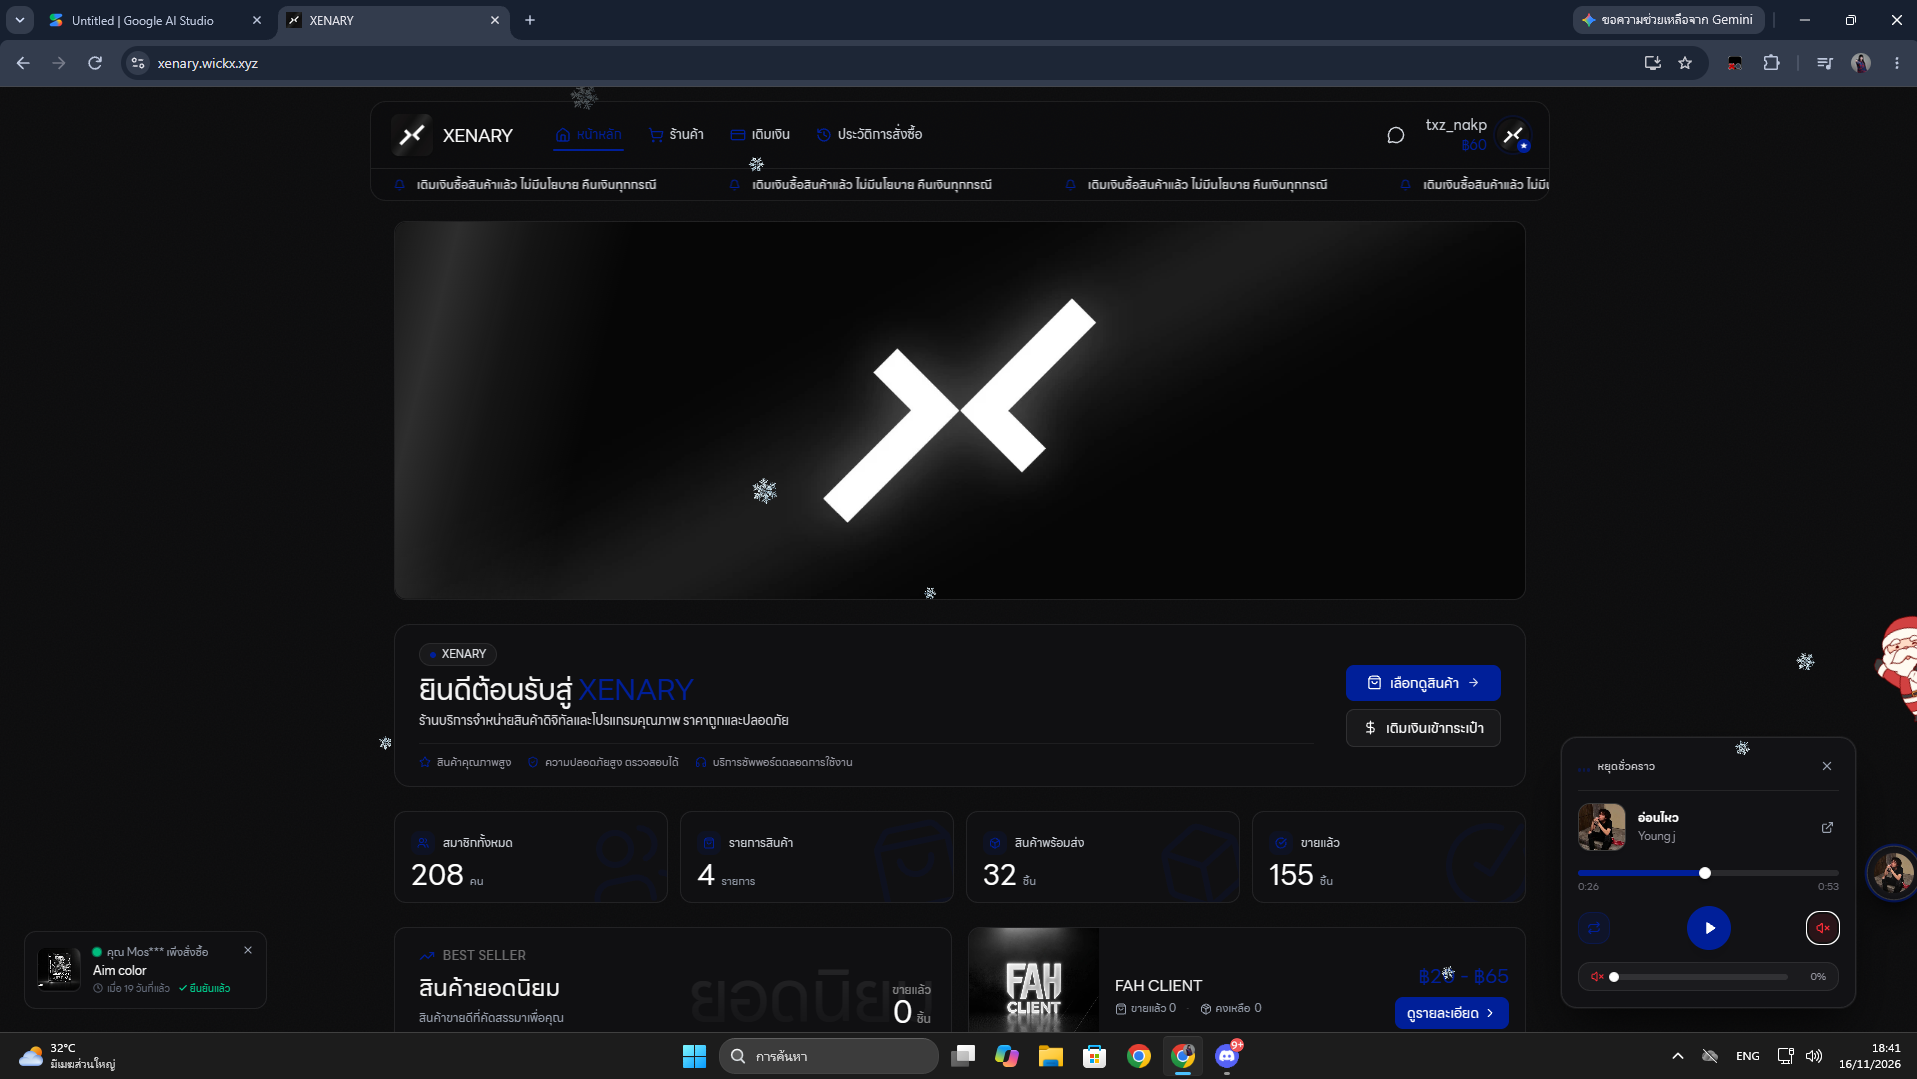 Untitled | Google AI Studio
XENARY
ขอความช่วยเหลือจาก Gemini
xenary.wickx.xyz
XENARY
หน้าหลัก
ร้านค้า
เติมเงิน
ประวัติการสั่งซื้อ
txz_nakp
฿60
เติมเงินซื้อสินค้าแล้ว ไม่มีนโยบาย คืนเงินทุกกรณี
เติมเงินซื้อสินค้าแล้ว ไม่มีนโยบาย คืนเงินทุกกรณี
เติมเงินซื้อสินค้าแล้ว ไม่มีนโยบาย คืนเงินทุกกรณี
เติมเงินซื้อสินค้าแล้ว ไม่มี
XENARY
ยินดีต้อนรับสู่ XENARY
ร้านบริการจำหน่ายสินค้าดิจิทัลและโปรแกรมคุณภาพ ราคาถูกและปลอดภัย
สินค้าคุณภาพสูง
ความปลอดภัยสูง ตรวจสอบได้
บริการซัพพอร์ตตลอดการใช้งาน
เลือกดูสินค้า
เติมเงินเข้ากระเป๋า
สมาชิกทั้งหมด
208 คน
รายการสินค้า
4 รายการ
สินค้าพร้อมส่ง
32 ชิ้น
ขายแล้ว
155 ชิ้น
BEST SELLER
สินค้ายอดนิยม
สินค้าขายดีที่คัดสรรมาเพื่อคุณ
ยอดนิยม
ขายแล้ว
0 ชิ้น
FAH
CLIENT
FAH CLIENT
ขายแล้ว 0
คงเหลือ 0
- ฿65
ดูรายละเอียด
คุณ Mos*** เพิ่งสั่งซื้อ
Aim color
เมื่อ 19 วันที่แล้ว
ยืนยันแล้ว
หยุดชั่วคราว
อ่อนไหว
Young j
0:26
0:53
0%
32°C
มีเมฆส่วนใหญ่
การค้นหา
9+
ENG
18:41
16/11/2026